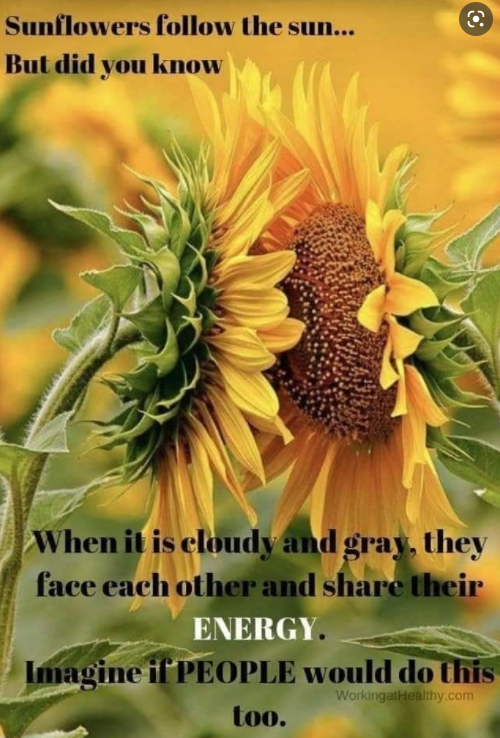 Sunflowers follow the sun...
But did you know
When it is cloudy and gray, they
face each other and share their
ENERGY.
Imagine if PEOPLE would do this
WorkingatHealthy.com
too.